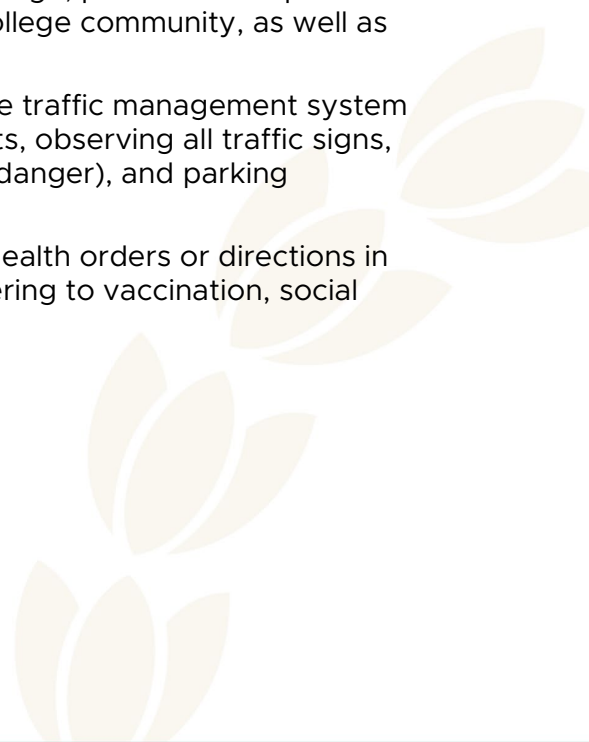 ollege community, as well as
e traffic management system
ts, observing all traffic signs,
danger), and parking
ealth orders or directions in
ering to vaccination, social